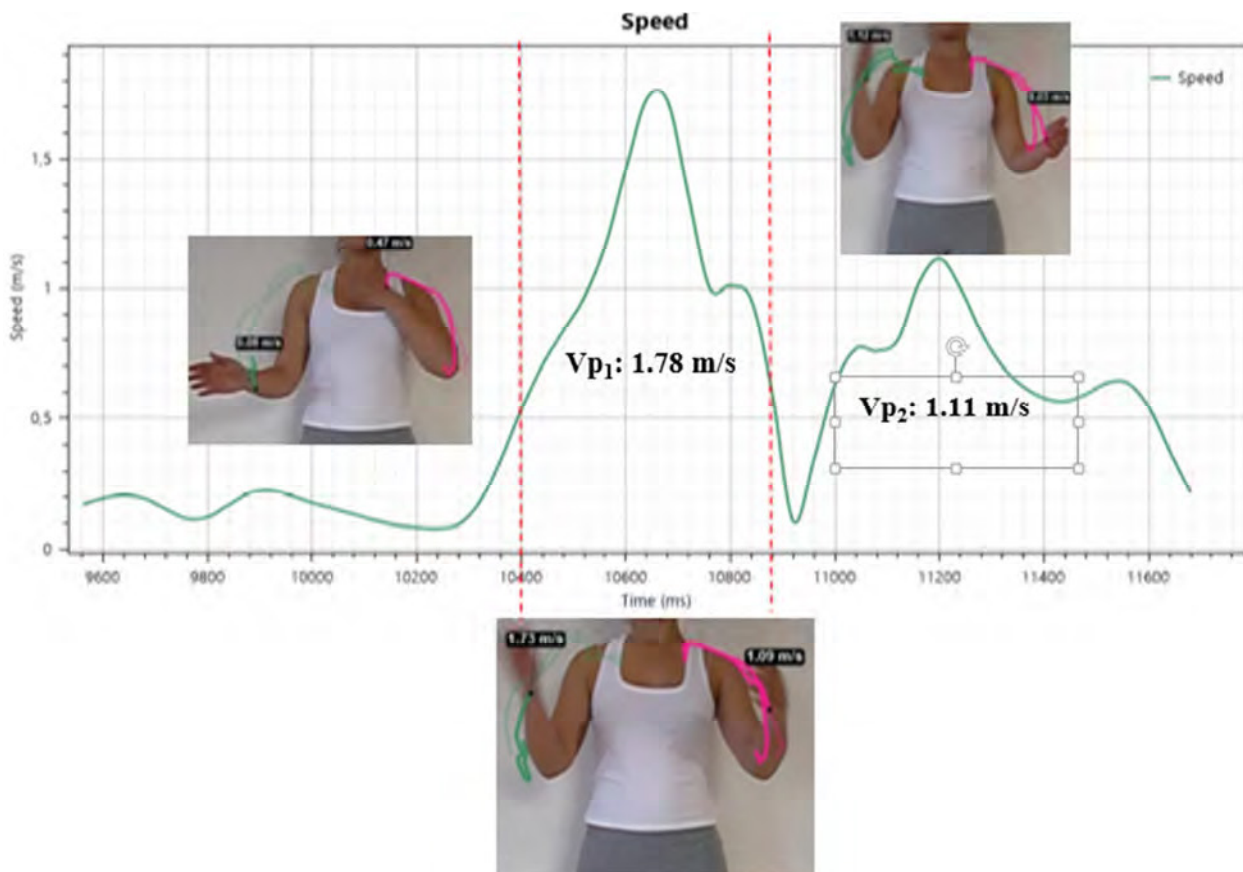 Speed
Speed
1,5
1
0,5
0
Speed (m/s)
0.47 m/s
Vp₁: 1.78 m/s
Vp₂: 1.11 m/s
9600 9800 10000 10200 10400 10600 10800 11000 11200 11400 11600
Time (ms)
1.73 m/s
1.09 m/s